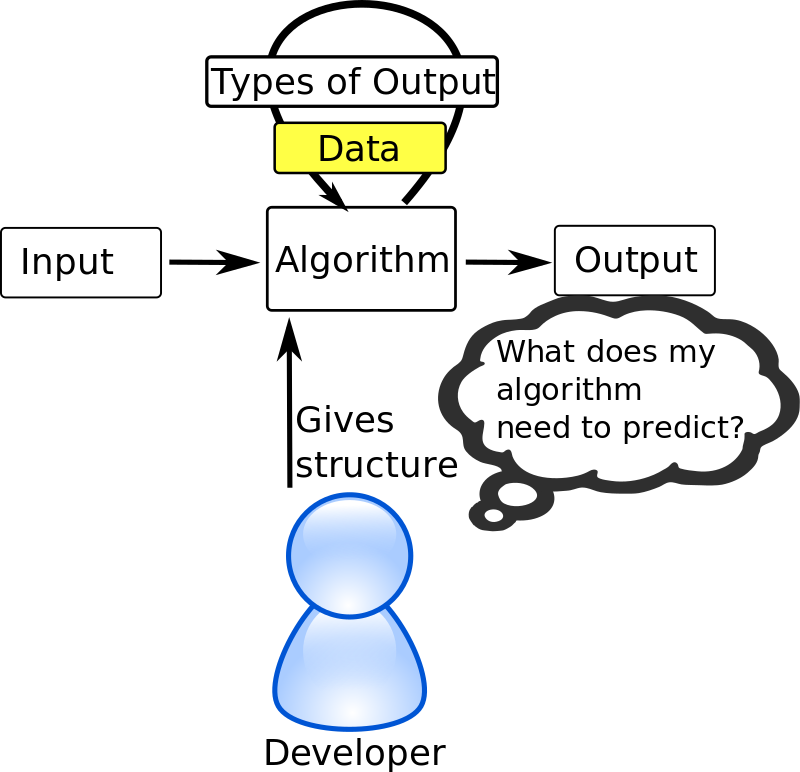 Types of Output
Data
Input
Algorithm
Output
What does my
algorithm
need to predict?
Gives
structure
Developer